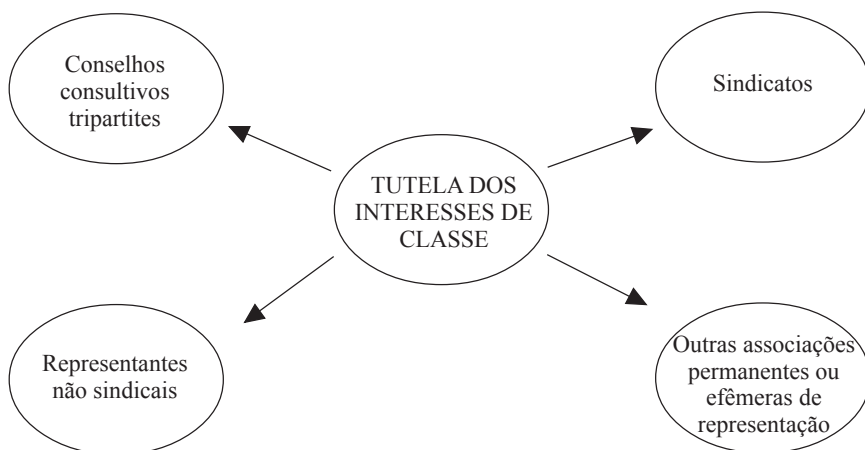 Conselhos
consultivos
tripartites
Sindicatos
TUTELA DOS
INTERESSES DE
CLASSE
Representantes
não sindicais
Outras associações
permanentes ou
efêmeras de
representação